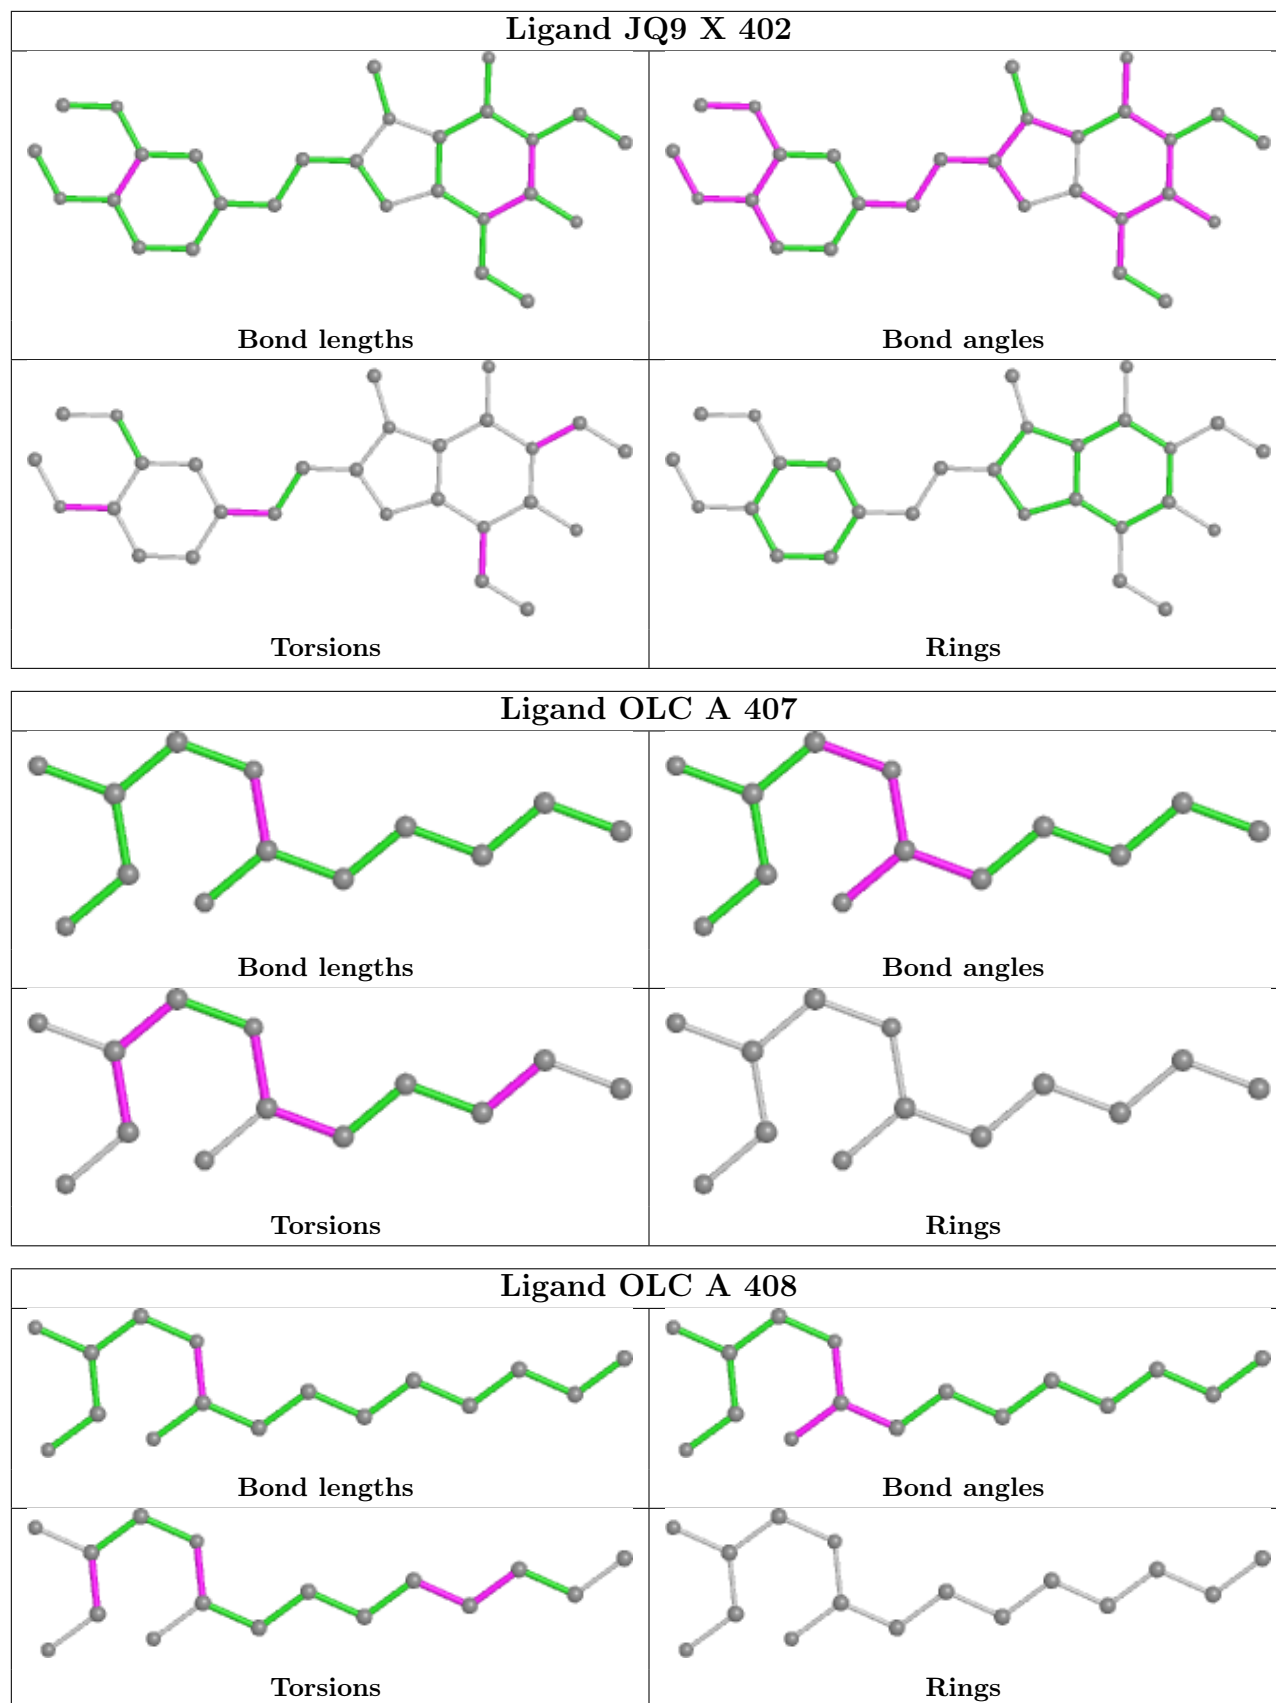 Ligand JQ9 X 402
Bond lengths
Bond angles
Torsions
Rings
Ligand OLC A 407
Bond lengths
Bond angles
Torsions
Rings
Ligand OLC A 408
Bond lengths
Bond angles
Torsions
Rings